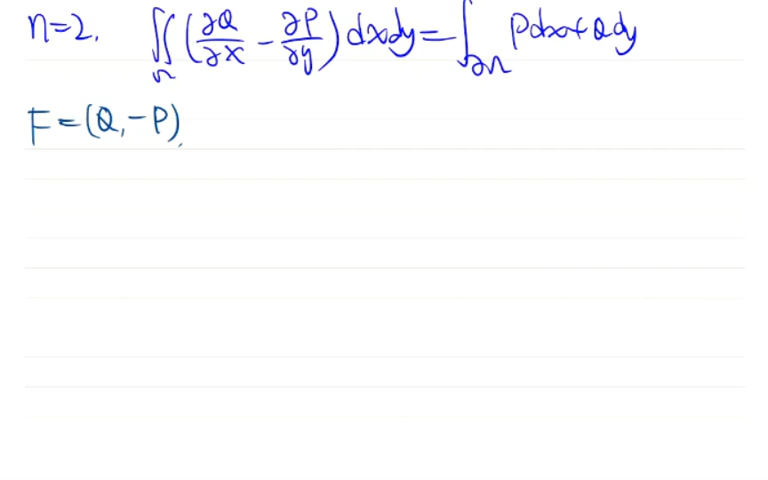 n=2. ∬_Ω (∂Q/∂x - ∂P/∂y) dxdy = ∫_∂Ω Pdx+Qdy
F=(Q,-P).